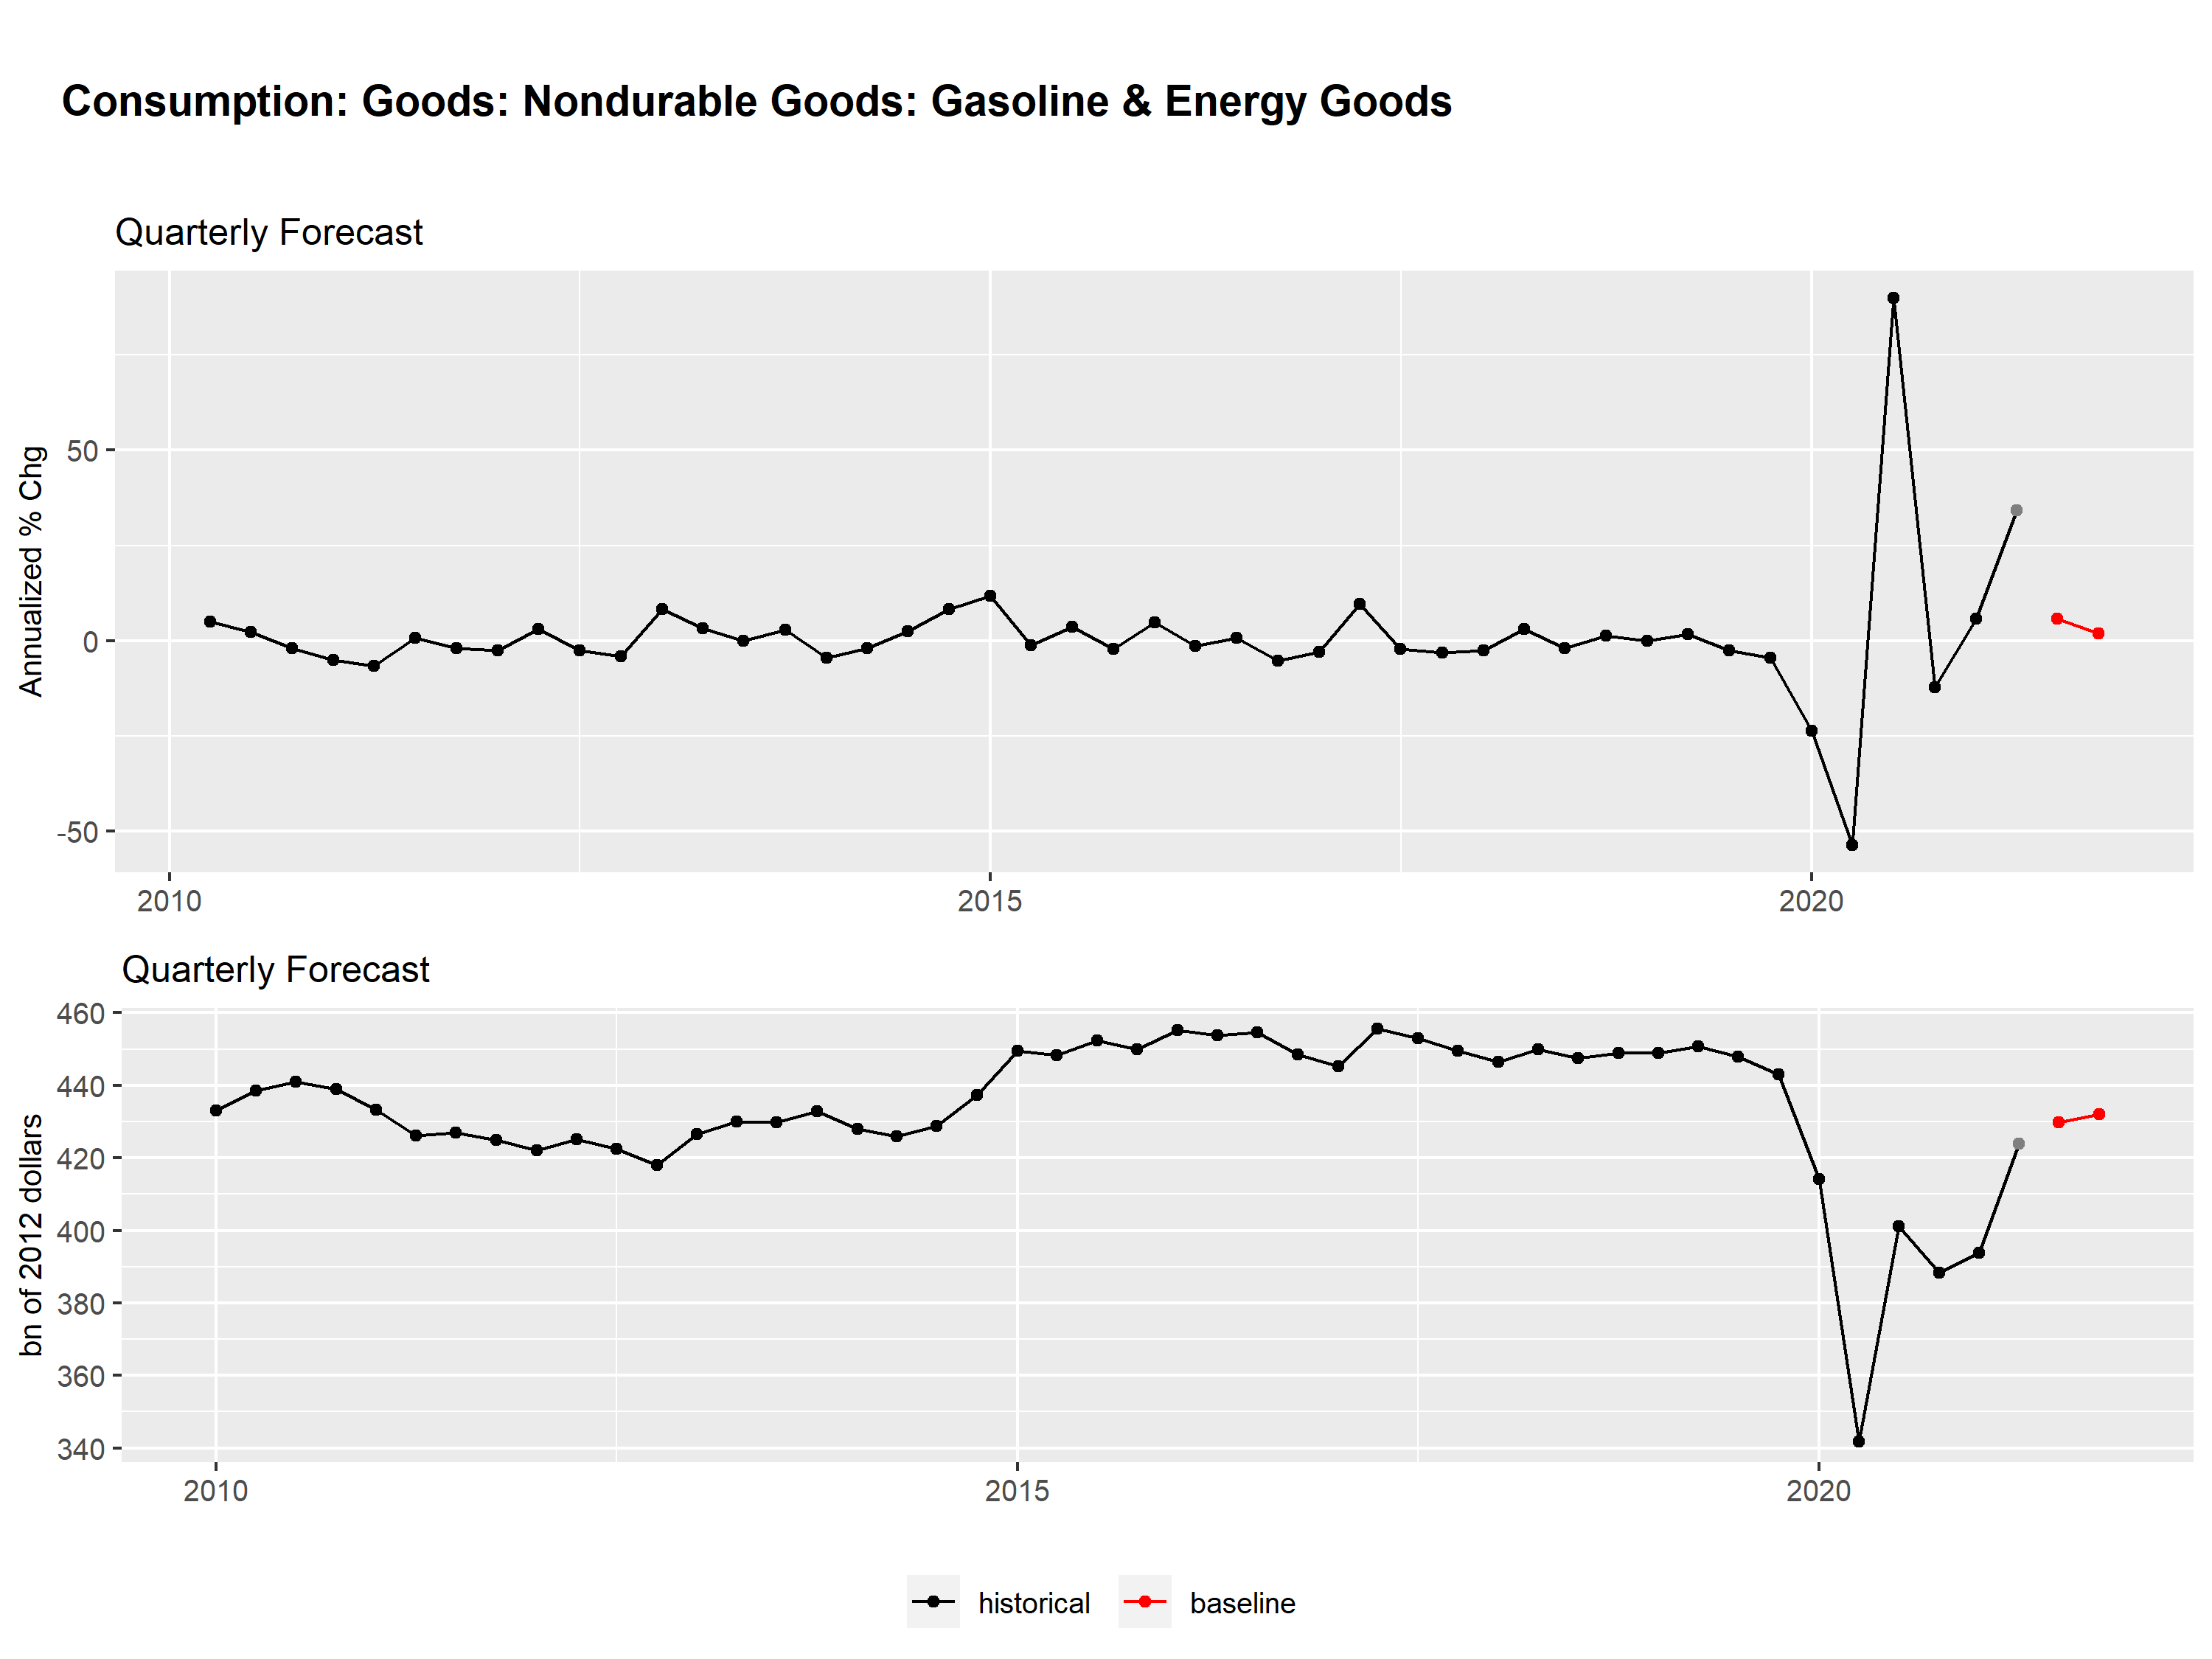 Consumption: Goods: Nondurable Goods: Gasoline & Energy Goods
Quarterly Forecast
Annualized % Chg
50
0
-50
2010
2015
2020
Quarterly Forecast
bn of 2012 dollars
460
440
420
400
380
360
340
2010
2015
2020
historical
baseline